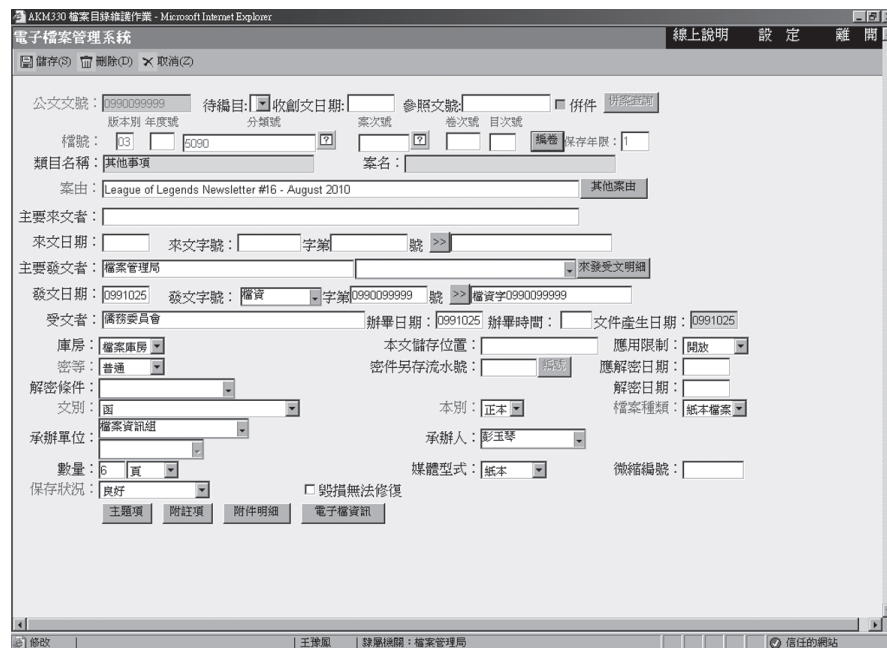 AKM330 檔案目錄維護作業 - Microsoft Internet Explorer
電子檔案管理系統 線上說明 設 定 離 開
儲存(S) 刪除(D) 取消(Z)
公文文號： 0990099999 待編目: 收創文日期: 參照文號: 併件 併案查詢
版本別 年度號 分類號 案次號 卷次號 目次號
檔號： 03 5090 ? ? 編卷 保存年限： 1
類目名稱： 其他事項 案名：
案由： League of Legends Newsletter #16 - August 2010 其他案由
主要來文者：
來文日期： 來文字號： 字第 號 >>
主要發文者： 檔案管理局 來發受文明細
發文日期： 0991025 發文字號： 檔資 字第 0990099999 號 >> 檔資字0990099999
受文者： 僑務委員會 辦畢日期： 0991025 辦畢時間： 文件產生日期： 0991025
庫房： 檔案庫房 本文儲存位置： 應用限制： 開放
密等： 普通 密件另存流水號： 編號 應解密日期：
解密條件： 解密日期：
文別： 函 本別： 正本 檔案種類： 紙本檔案
承辦單位： 檔案資訊組 承辦人： 彭玉琴
數量： 6 頁 媒體型式： 紙本 微縮編號：
保存狀況： 良好 毀損無法修復
主題項 附註項 附件明細 電子檔資訊
修改 王豫鳳 隸屬機關：檔案管理局 信任的網站